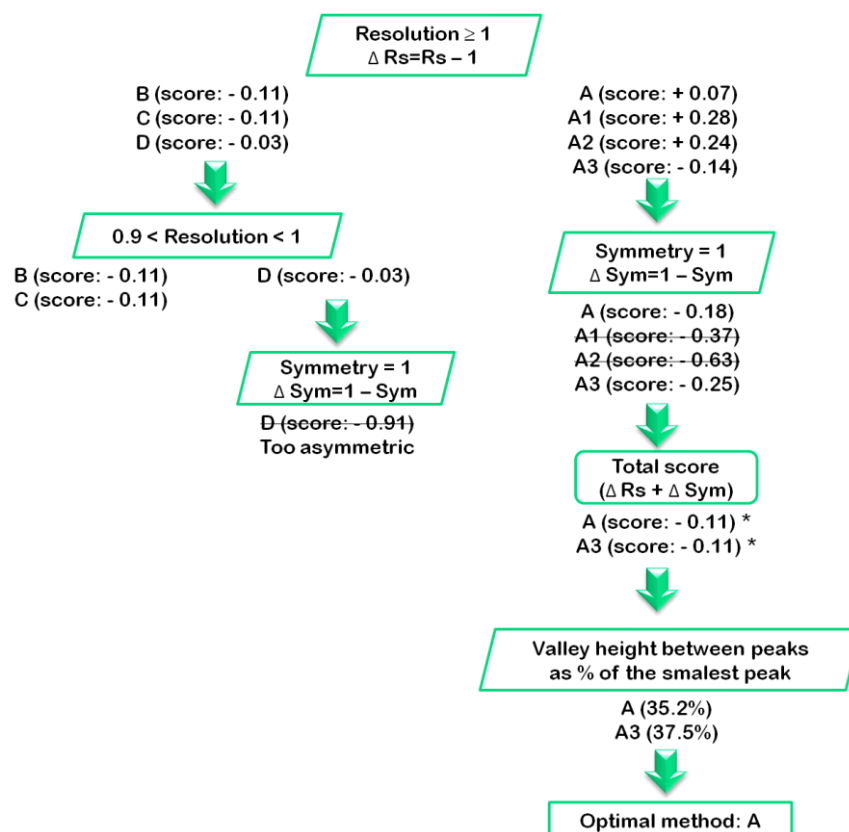 Resolution ≥ 1
Δ Rs=Rs – 1
B (score: - 0.11)
C (score: - 0.11)
D (score: - 0.03)
A (score: + 0.07)
A1 (score: + 0.28)
A2 (score: + 0.24)
A3 (score: - 0.14)
0.9 < Resolution < 1
B (score: - 0.11)
C (score: - 0.11)
D (score: - 0.03)
Symmetry = 1
Δ Sym=1 – Sym
D (score: - 0.91)
Too asymmetric
Symmetry = 1
Δ Sym=1 – Sym
A (score: - 0.18)
A1 (score: - 0.37)
A2 (score: - 0.63)
A3 (score: - 0.25)
Total score
(Δ Rs + Δ Sym)
A (score: - 0.11) *
A3 (score: - 0.11) *
Valley height between peaks
as % of the smalest peak
A (35.2%)
A3 (37.5%)
Optimal method: A